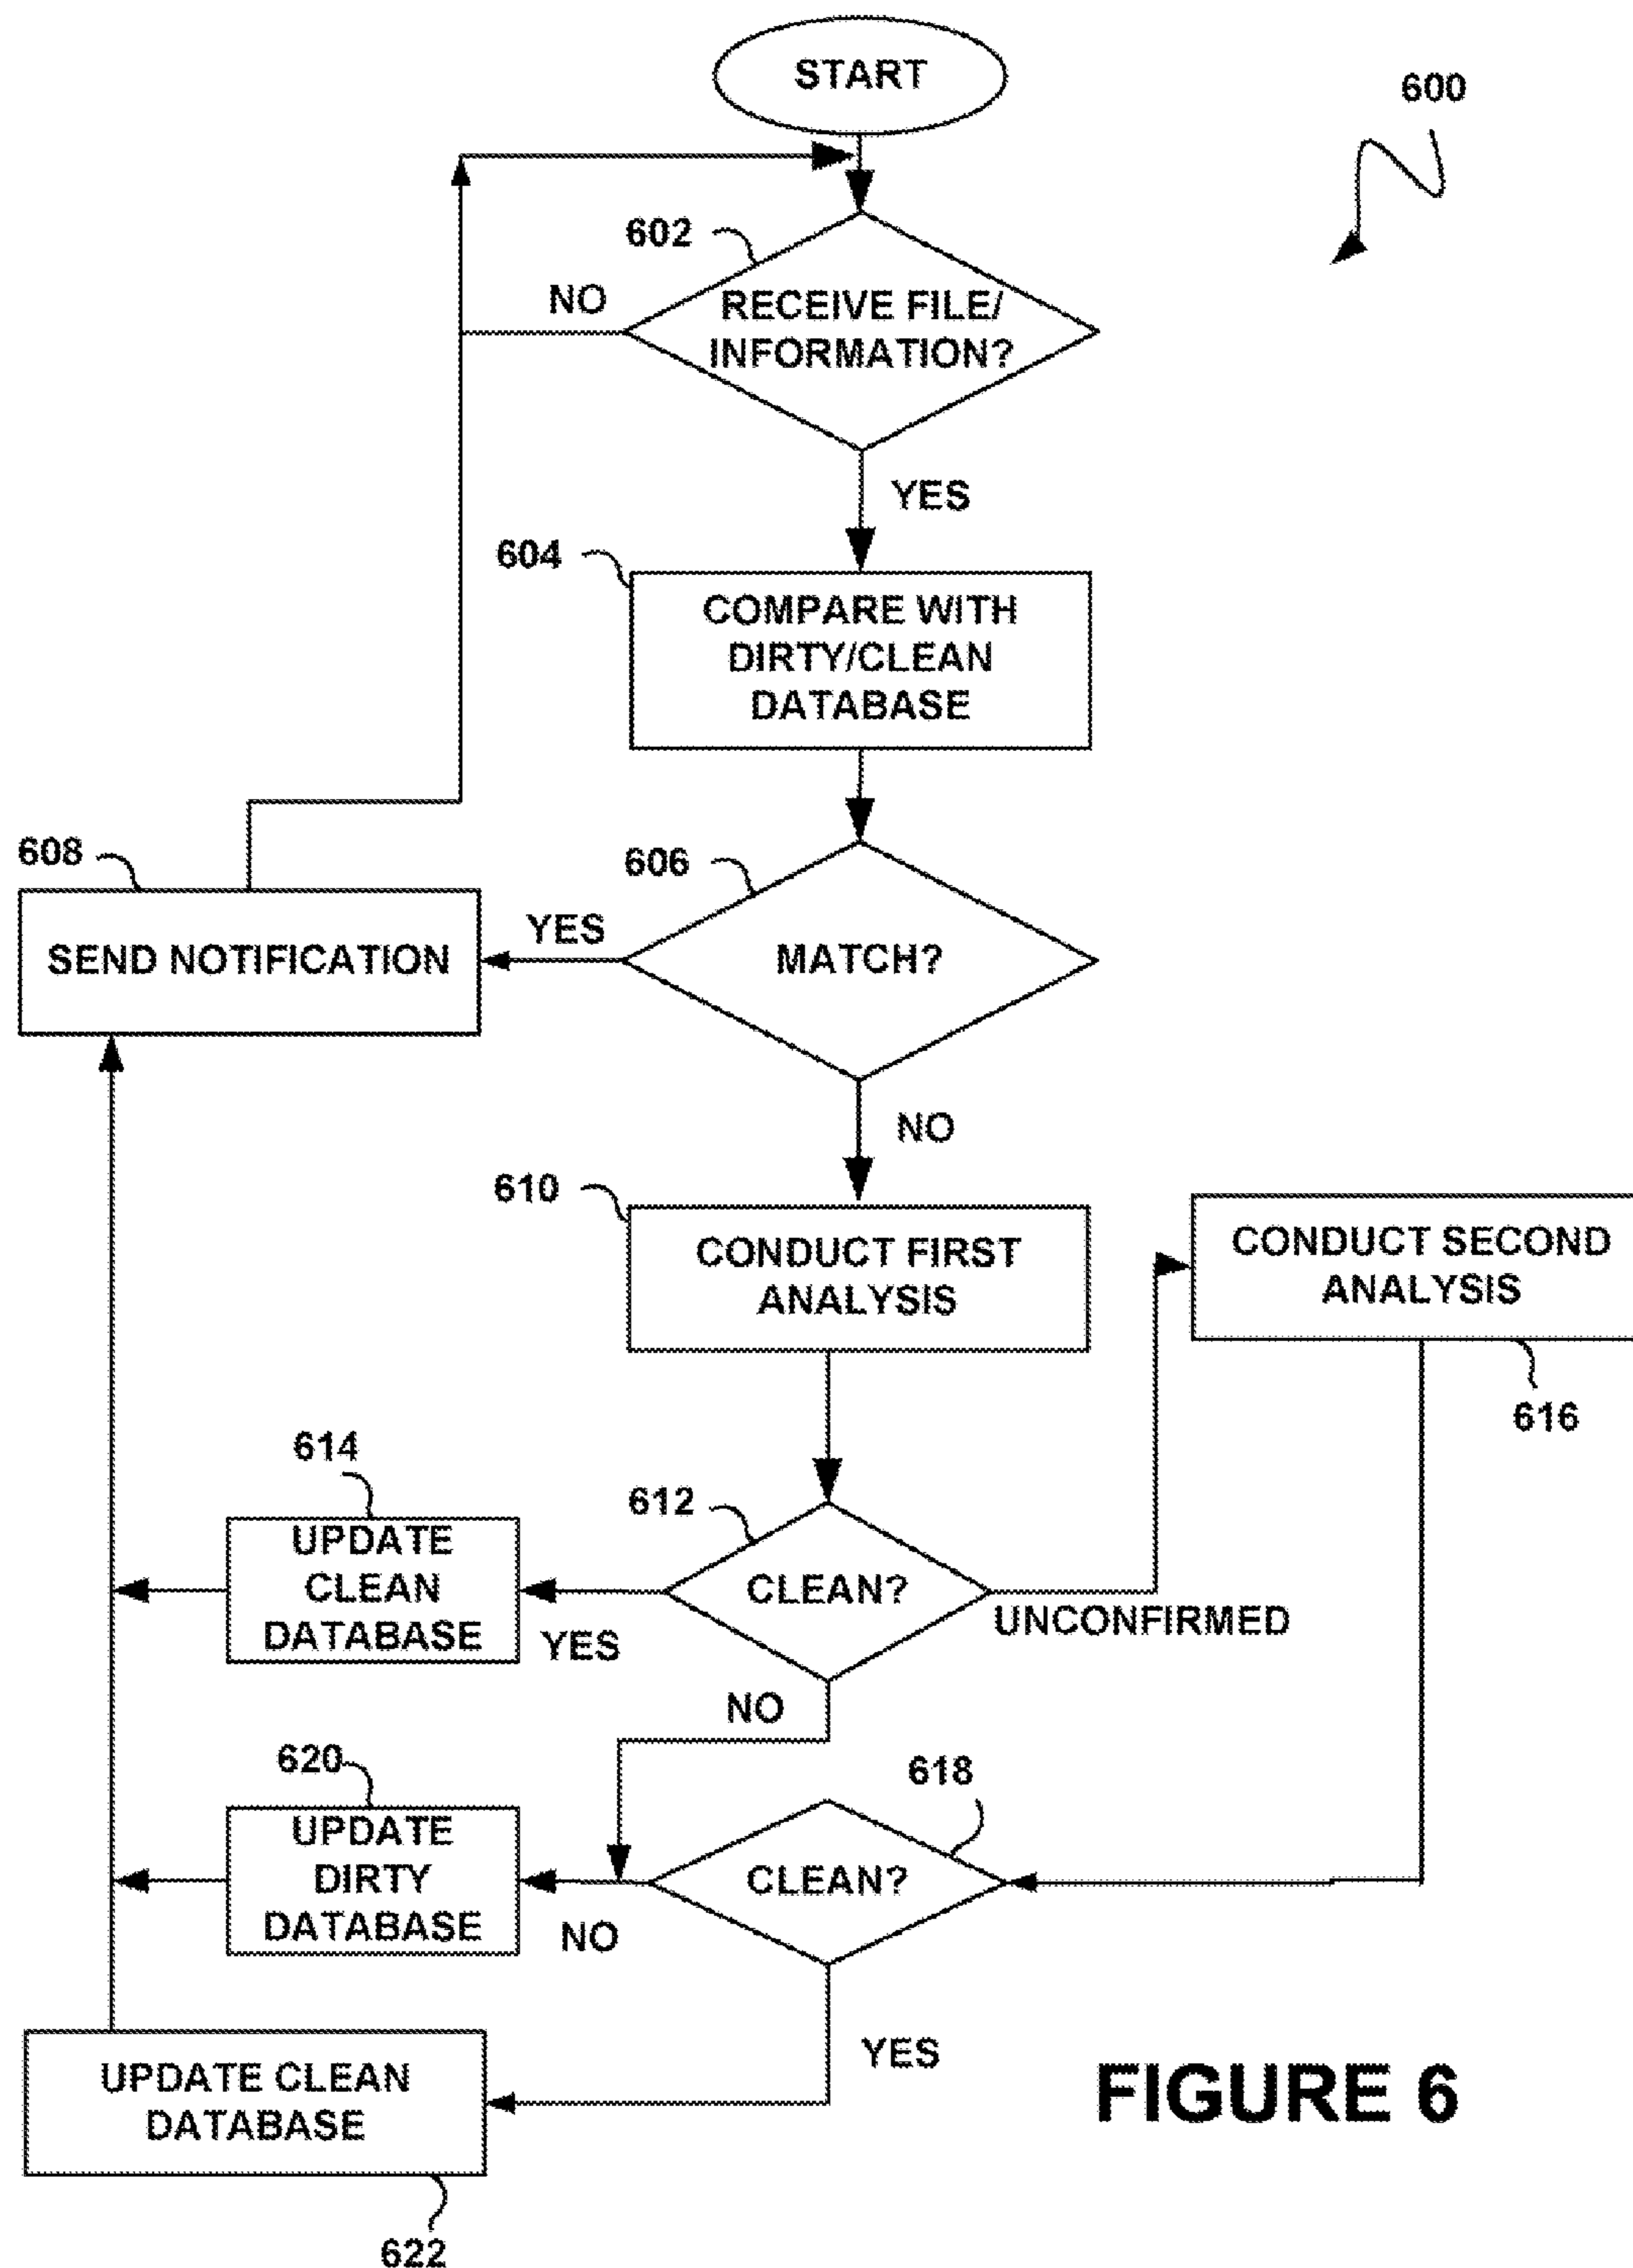 START
600
602
NO
RECEIVE FILE/
INFORMATION?
YES
604
COMPARE WITH
DIRTY/CLEAN
DATABASE
608
606
YES
SEND NOTIFICATION
MATCH?
NO
610
CONDUCT FIRST
ANALYSIS
CONDUCT SECOND
ANALYSIS
616
614
612
UPDATE
CLEAN
DATABASE
YES
CLEAN?
UNCONFIRMED
NO
620
618
UPDATE
DIRTY
DATABASE
NO
CLEAN?
YES
UPDATE CLEAN
DATABASE
622
FIGURE 6